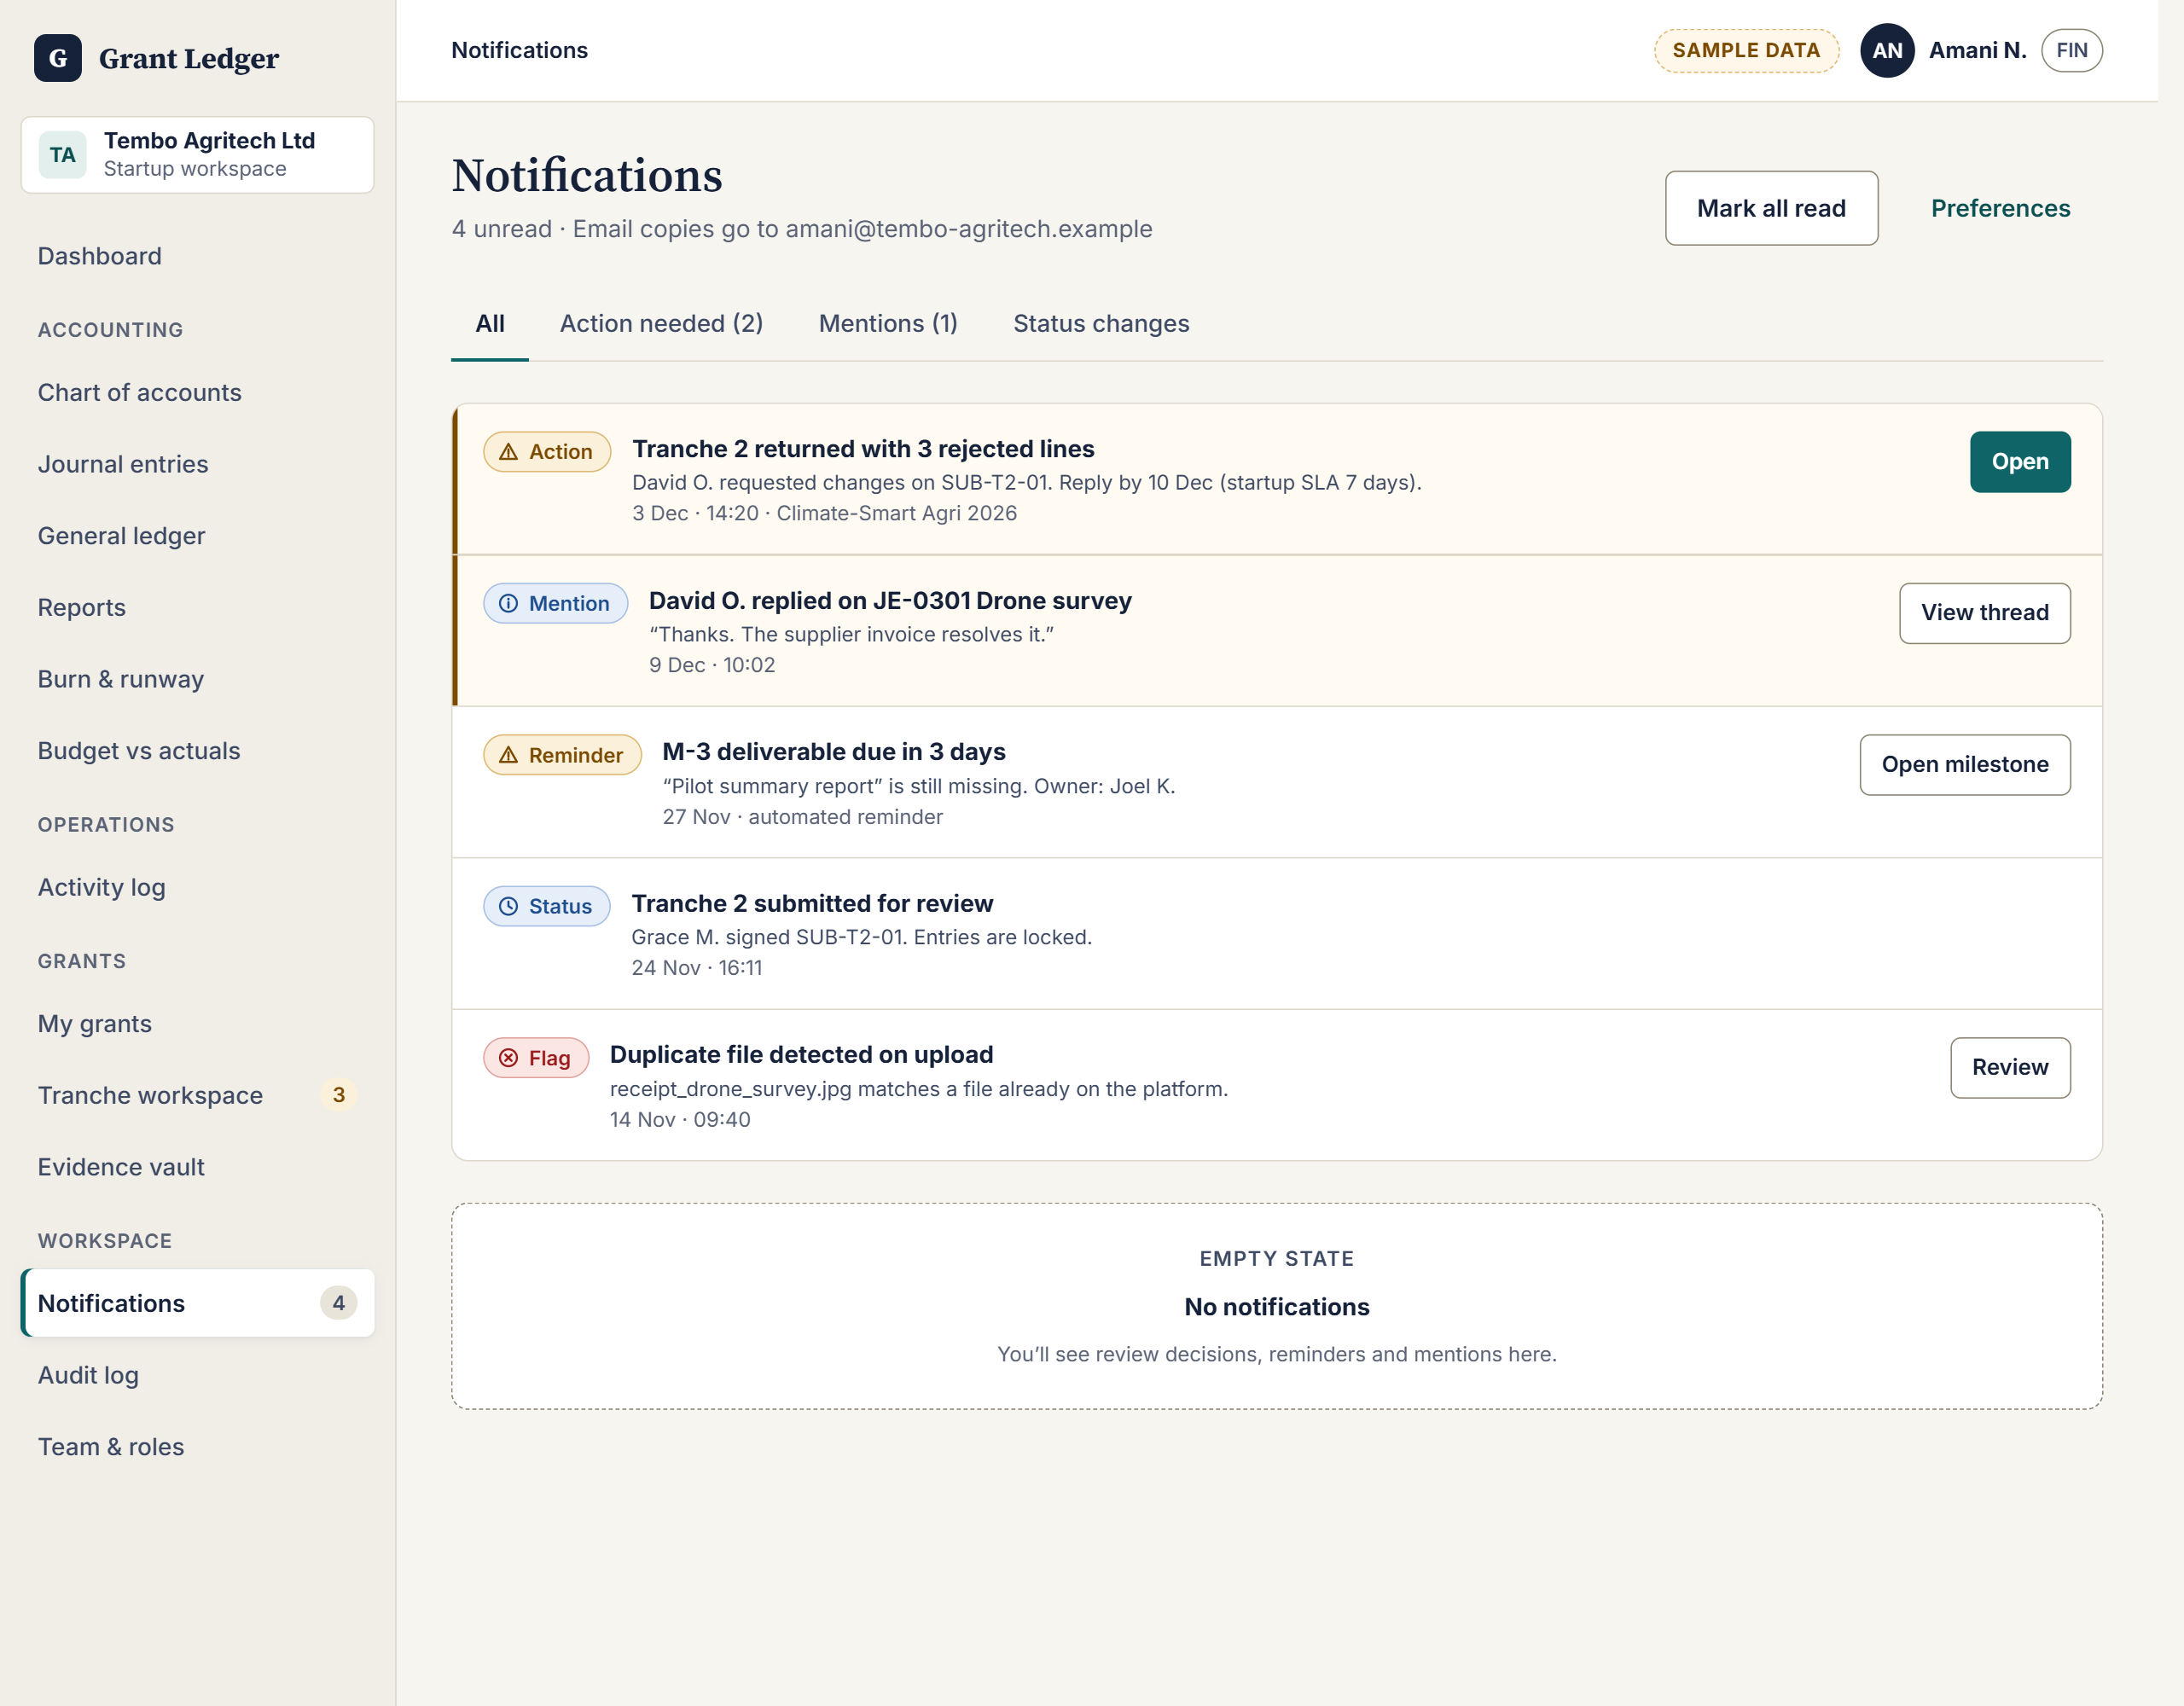 G Grant Ledger
TA Tembo Agritech Ltd
Startup workspace
Dashboard
ACCOUNTING
Chart of accounts
Journal entries
General ledger
Reports
Burn & runway
Budget vs actuals
OPERATIONS
Activity log
GRANTS
My grants
Tranche workspace 3
Evidence vault
WORKSPACE
Notifications 4
Audit log
Team & roles
Notifications
SAMPLE DATA AN Amani N. FIN
Notifications
4 unread · Email copies go to amani@tembo-agritech.example
Mark all read Preferences
All Action needed (2) Mentions (1) Status changes
Action Tranche 2 returned with 3 rejected lines Open
David O. requested changes on SUB-T2-01. Reply by 10 Dec (startup SLA 7 days).
3 Dec · 14:20 · Climate-Smart Agri 2026
Mention David O. replied on JE-0301 Drone survey View thread
“Thanks. The supplier invoice resolves it.”
9 Dec · 10:02
Reminder M-3 deliverable due in 3 days Open milestone
“Pilot summary report” is still missing. Owner: Joel K.
27 Nov · automated reminder
Status Tranche 2 submitted for review
Grace M. signed SUB-T2-01. Entries are locked.
24 Nov · 16:11
Flag Duplicate file detected on upload Review
receipt_drone_survey.jpg matches a file already on the platform.
14 Nov · 09:40
EMPTY STATE
No notifications
You’ll see review decisions, reminders and mentions here.